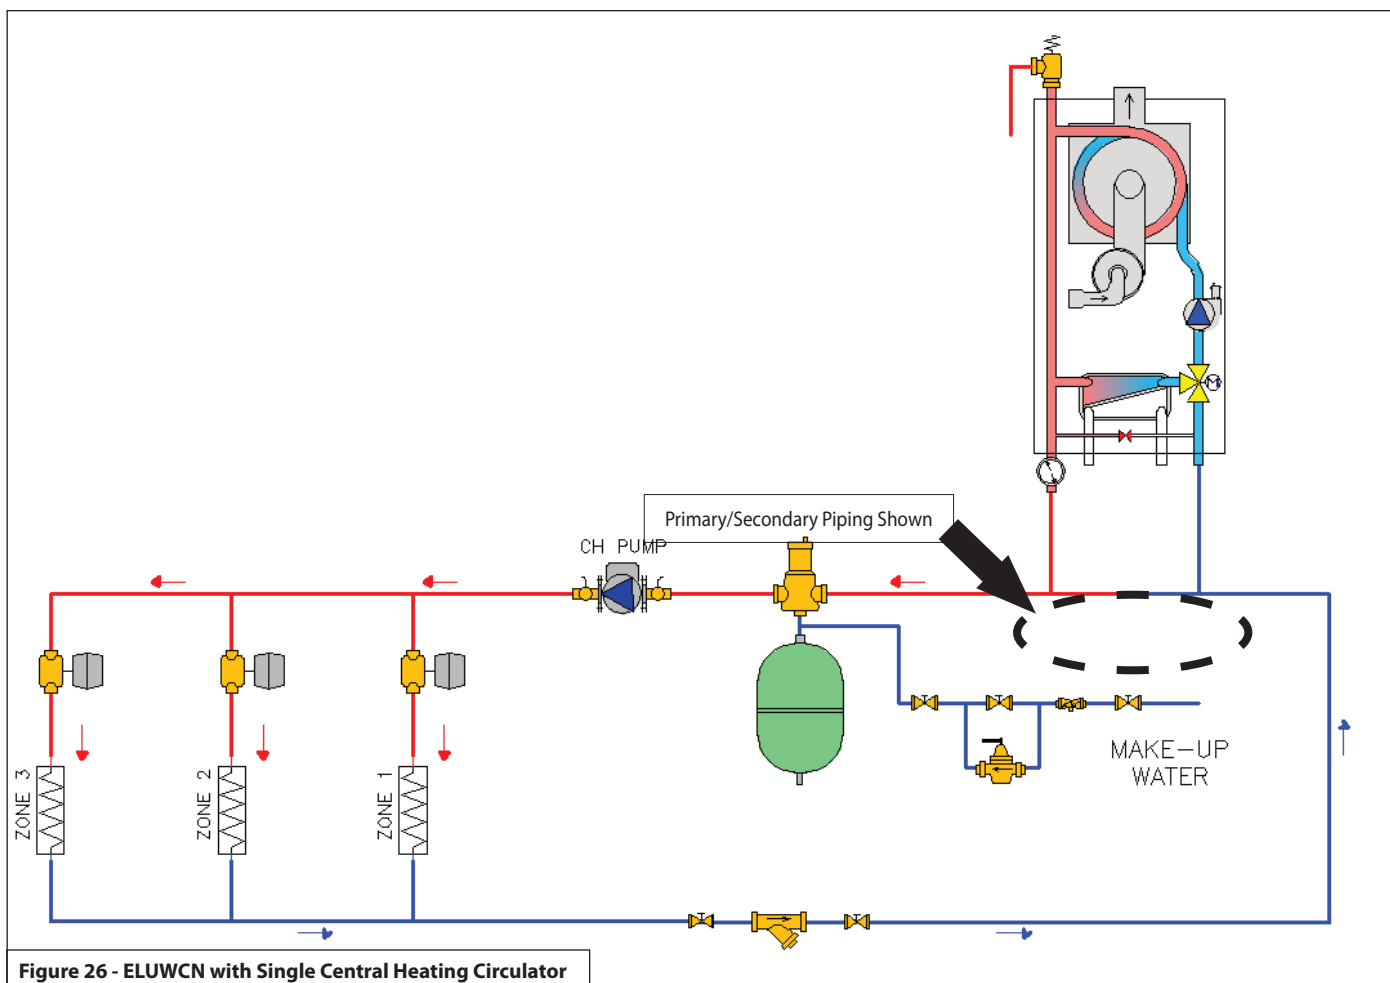 Primary/Secondary Piping Shown
CH PUMP
MAKE-UP
WATER
ZONE 3
ZONE 2
ZONE 1
M
Figure 26 - ELUWCN with Single Central Heating Circulator